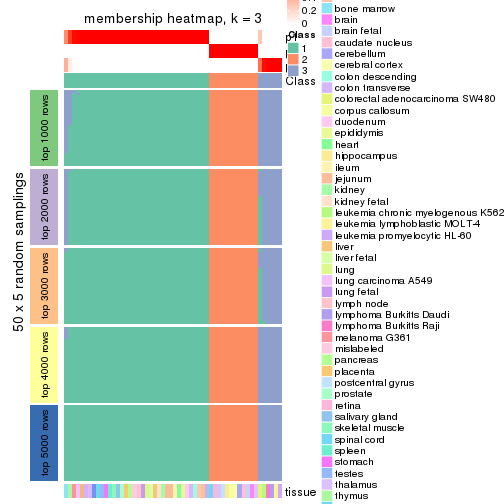 membership heatmap, k = 3
0.2
0
Class
1
2
3
Class
50 x 5 random samplings
top 1000 rows
top 2000 rows
top 3000 rows
top 4000 rows
top 5000 rows
tissue
bone marrow
brain
brain fetal
caudate nucleus
cerebellum
cerebral cortex
colon descending
colon transverse
colorectal adenocarcinoma SW480
corpus callosum
duodenum
epididymis
heart
hippocampus
ileum
jejunum
kidney
kidney fetal
leukemia chronic myelogenous K562
leukemia lymphoblastic MOLT-4
leukemia promyelocytic HL-60
liver
liver fetal
lung
lung carcinoma A549
lung fetal
lymph node
lymphoma Burkitts Daudi
lymphoma Burkitts Raji
melanoma G361
mislabeled
pancreas
placenta
postcentral gyrus
prostate
retina
salivary gland
skeletal muscle
spinal cord
spleen
stomach
testes
thalamus
thymus